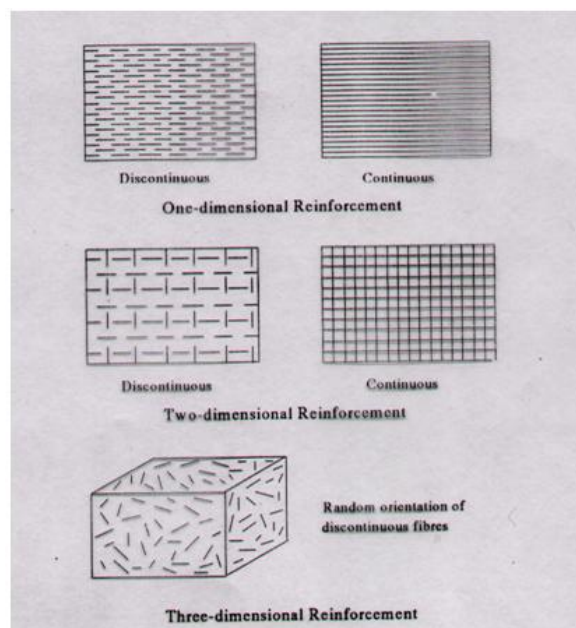 Discontinuous
Continuous
One-dimensional Reinforcement
Discontinuous
Continuous
Two-dimensional Reinforcement
Random orientation of
discontinuous fibres
Three-dimensional Reinforcement